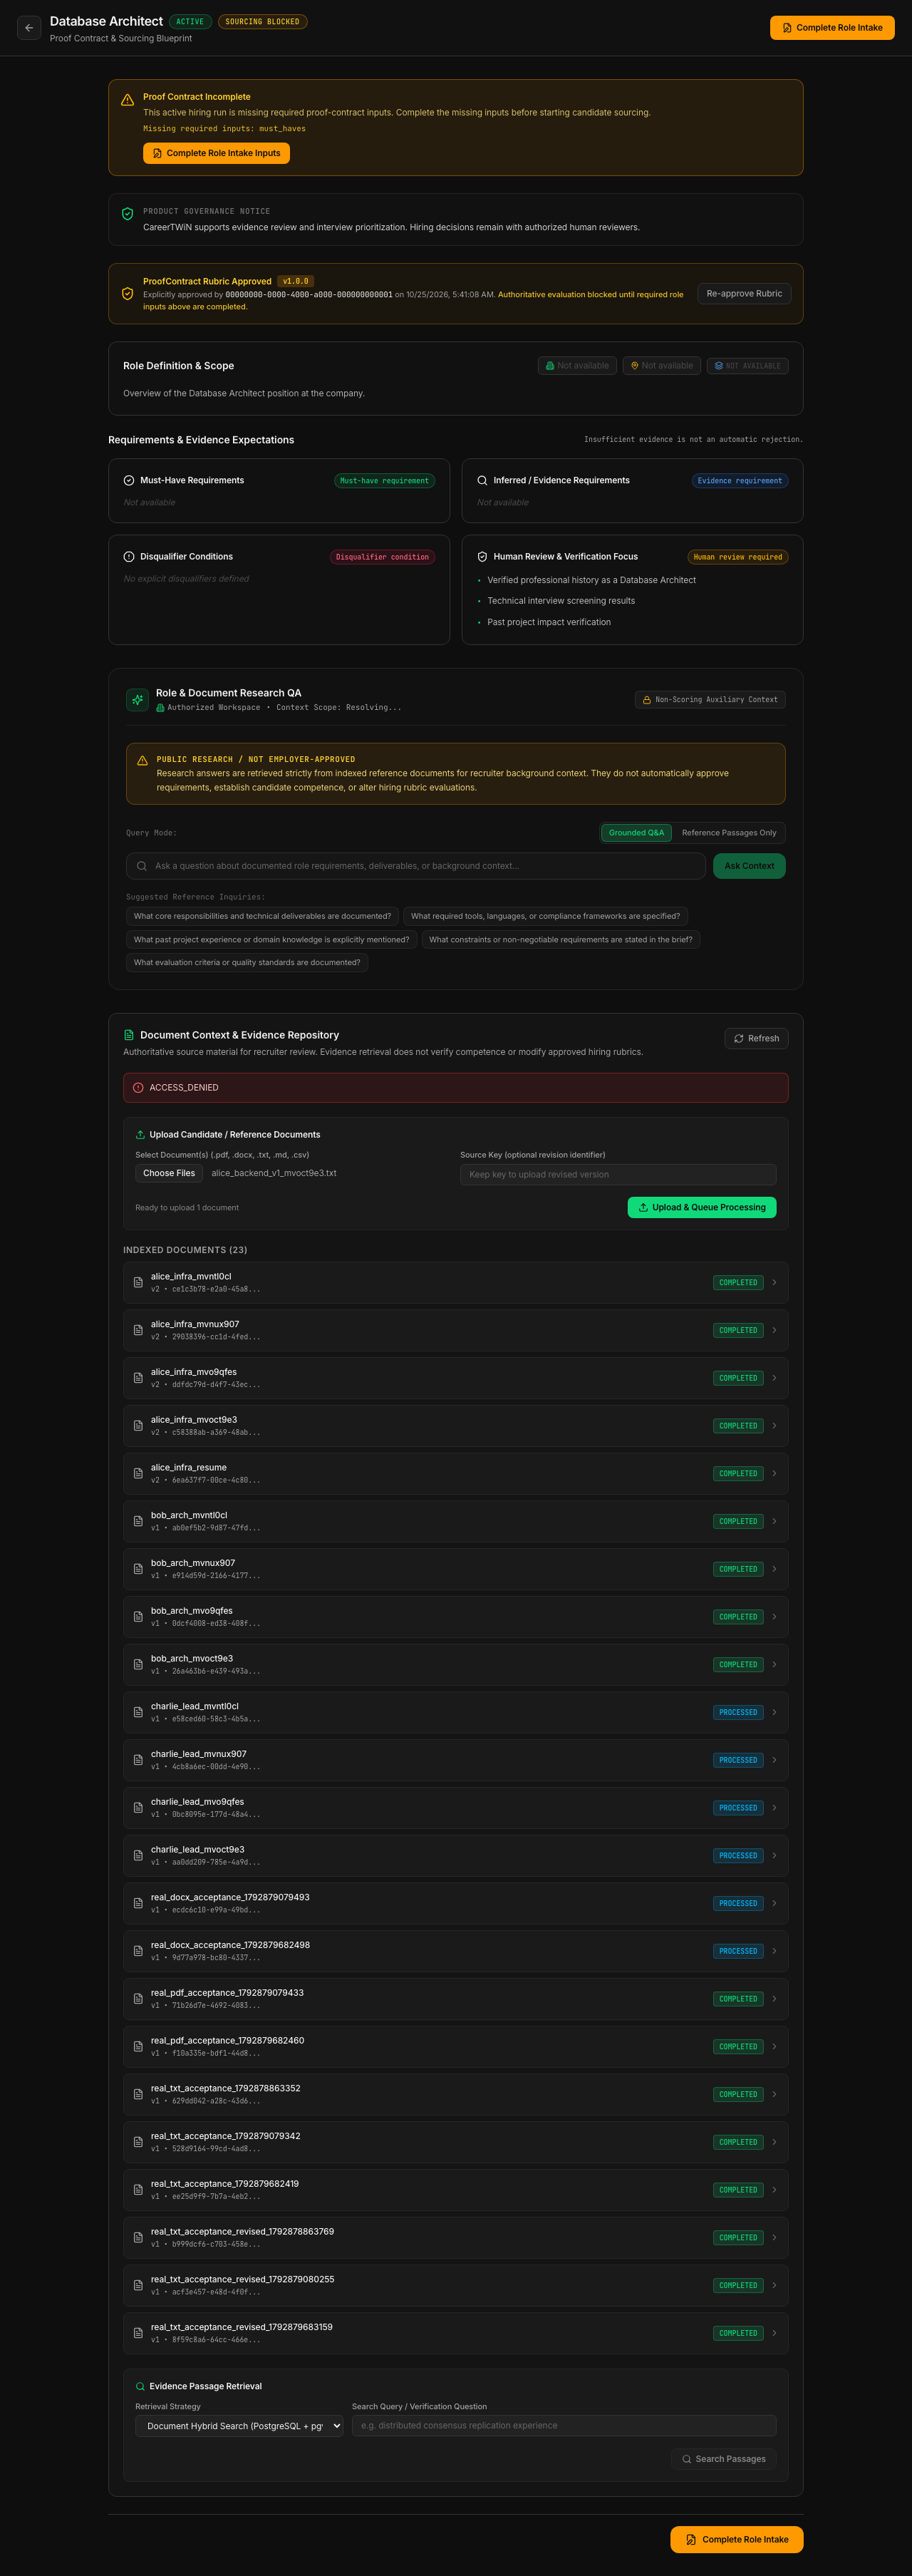 Database Architect
ACTIVE
SOURCING BLOCKED
Proof Contract & Sourcing Blueprint
Complete Role Intake
Proof Contract Incomplete
This active hiring run is missing required proof-contract inputs. Complete the missing inputs before starting candidate sourcing.
Missing required inputs: must_haves
Complete Role Intake Inputs
PRODUCT GOVERNANCE NOTICE
CareerTWiN supports evidence review and interview prioritization. Hiring decisions remain with authorized human reviewers.
ProofContract Rubric Approved
v1.0.0
Explicitly approved by 00000000-0000-4000-a000-000000000001 on 10/25/2026, 5:41:08 AM. Authoritative evaluation blocked until required role
inputs above are completed.
Re-approve Rubric
Role Definition & Scope
Not available
Not available
NOT AVAILABLE
Overview of the Database Architect position at the company.
Requirements & Evidence Expectations
Insufficient evidence is not an automatic rejection.
Must-Have Requirements
Must-have requirement
Not available
Inferred / Evidence Requirements
Evidence requirement
Not available
Disqualifier Conditions
Disqualifier condition
No explicit disqualifiers defined
Human Review & Verification Focus
Human review required
• Verified professional history as a Database Architect
• Technical interview screening results
• Past project impact verification
Role & Document Research QA
Authorized Workspace • Context Scope: Resolving...
Non-Scoring Auxiliary Context
PUBLIC RESEARCH / NOT EMPLOYER-APPROVED
Research answers are retrieved strictly from indexed reference documents for recruiter background context. They do not automatically approve
requirements, establish candidate competence, or alter hiring rubric evaluations.
Query Mode:
Grounded Q&A
Reference Passages Only
Ask a question about documented role requirements, deliverables, or background context...
Ask Context
Suggested Reference Inquiries:
What core responsibilities and technical deliverables are documented?
What required tools, languages, or compliance frameworks are specified?
What past project experience or domain knowledge is explicitly mentioned?
What constraints or non-negotiable requirements are stated in the brief?
What evaluation criteria or quality standards are documented?
Document Context & Evidence Repository
Authoritative source material for recruiter review. Evidence retrieval does not verify competence or modify approved hiring rubrics.
Refresh
ACCESS_DENIED
Upload Candidate / Reference Documents
Select Document(s) (.pdf, .docx, .txt, .md, .csv)
Choose Files
alice_backend_v1_mvoct9e3.txt
Source Key (optional revision identifier)
Keep key to upload revised version
Ready to upload 1 document
Upload & Queue Processing
INDEXED DOCUMENTS (23)
alice_infra_mvntl0cl
v2 • ce1c3b78-e2a0-45a8...
COMPLETED
alice_infra_mvnux907
v2 • 29038396-cc1d-4fed...
COMPLETED
alice_infra_mvo9qfes
v2 • ddfdc79d-d4f7-43ec...
COMPLETED
alice_infra_mvoct9e3
v2 • c58388ab-a369-48ab...
COMPLETED
alice_infra_resume
v2 • 6ea637f7-00ce-4c80...
COMPLETED
bob_arch_mvntl0cl
v1 • ab0ef5b2-9d87-47fd...
COMPLETED
bob_arch_mvnux907
v1 • e914d59d-2166-4177...
COMPLETED
bob_arch_mvo9qfes
v1 • 0dcf4008-ed38-408f...
COMPLETED
bob_arch_mvoct9e3
v1 • 26a463b6-e439-493a...
COMPLETED
charlie_lead_mvntl0cl
v1 • e58ced60-58c3-4b5a...
PROCESSED
charlie_lead_mvnux907
v1 • 4cb8a6ec-00dd-4e90...
PROCESSED
charlie_lead_mvo9qfes
v1 • 0bc8095e-177d-48a4...
PROCESSED
charlie_lead_mvoct9e3
v1 • aa0dd209-785e-4a9d...
PROCESSED
real_docx_acceptance_1792879079493
v1 • ecdc6c10-e99a-49bd...
PROCESSED
real_docx_acceptance_1792879682498
v1 • 9d77a978-bc80-4337...
PROCESSED
real_pdf_acceptance_1792879079433
v1 • 71b26d7e-4692-4083...
COMPLETED
real_pdf_acceptance_1792879682460
v1 • f10a335e-bdf1-44d8...
COMPLETED
real_txt_acceptance_1792878863352
v1 • 629dd042-a28c-43d6...
COMPLETED
real_txt_acceptance_1792879079342
v1 • 528d9164-99cd-4ad8...
COMPLETED
real_txt_acceptance_1792879682419
v1 • ee25d9f9-7b7a-4eb2...
COMPLETED
real_txt_acceptance_revised_1792878863769
v1 • b999dcf6-c703-458e...
COMPLETED
real_txt_acceptance_revised_1792879080255
v1 • acf3e457-e48d-4f0f...
COMPLETED
real_txt_acceptance_revised_1792879683159
v1 • 8f59c8a6-64cc-466e...
COMPLETED
Evidence Passage Retrieval
Retrieval Strategy
Document Hybrid Search (PostgreSQL + pg
Search Query / Verification Question
e.g. distributed consensus replication experience
Search Passages
Complete Role Intake